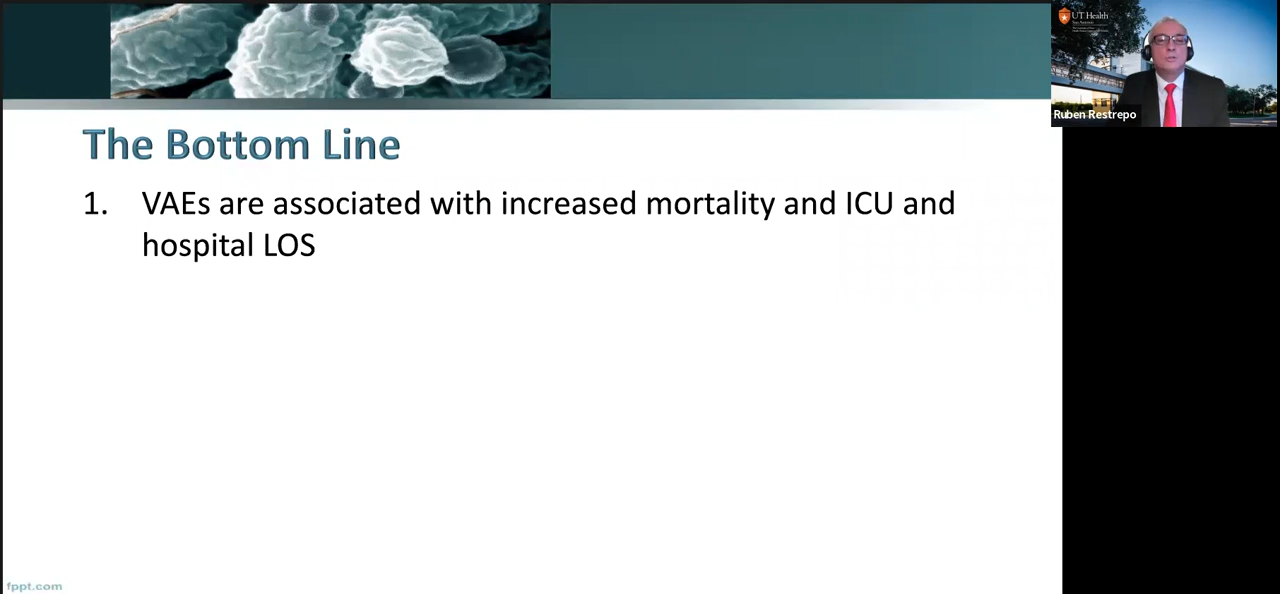 The Bottom Line
1. VAEs are associated with increased mortality and ICU and
hospital LOS
UT Health
San Antonio
Ruben Restrepo
fppt.com